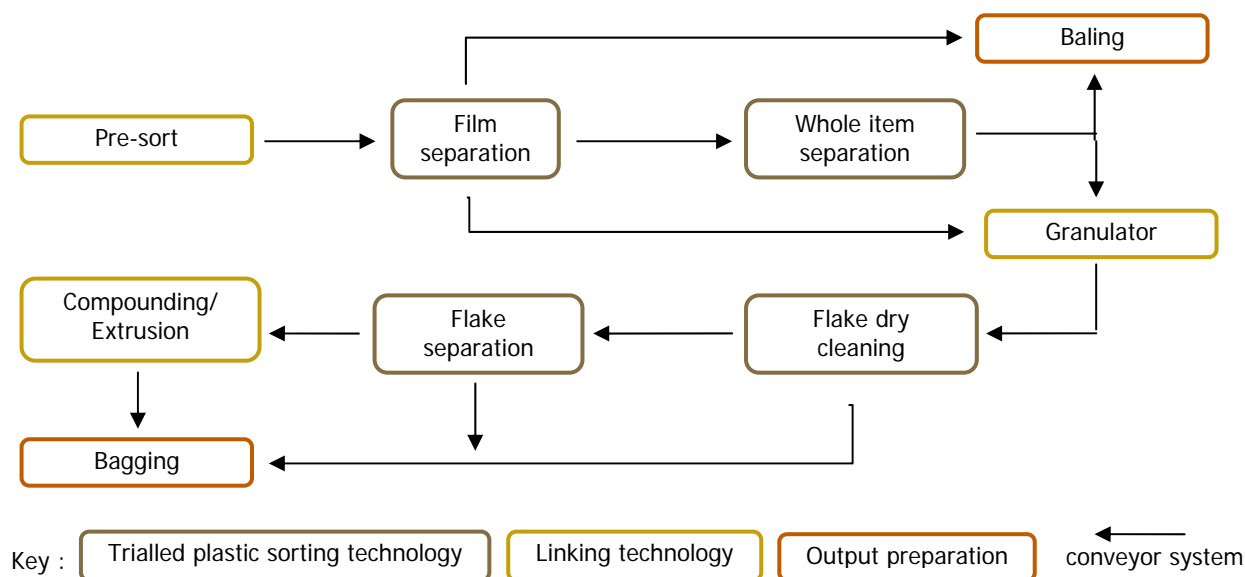 Baling
Pre-sort
Film
separation
Whole item
separation
Granulator
Compounding/
Extrusion
Flake
separation
Flake dry
cleaning
Bagging
Key :
Trialled plastic sorting technology
Linking technology
Output preparation
conveyor system